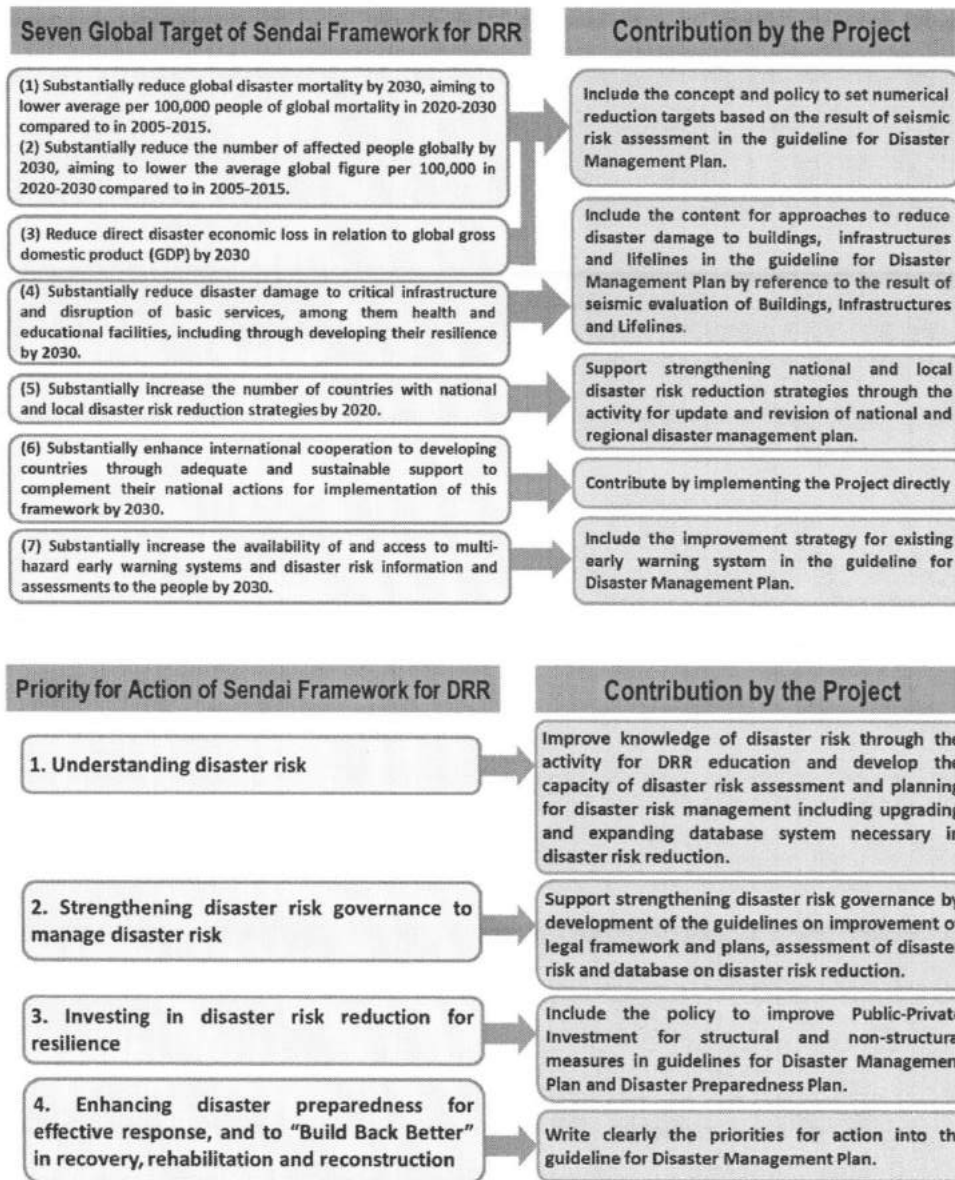 Seven Global Target of Sendai Framework for DRR
(1) Substantially reduce global disaster mortality by 2030, aiming to
lower average per 100,000 people of global mortality in 2020-2030
compared to in 2005-2015.
(2) Substantially reduce the number of affected people globally by
2030, aiming to lower the average global figure per 100,000 in
2020-2030 compared to in 2005-2015.
(3) Reduce direct disaster economic loss in relation to global gross
domestic product (GDP) by 2030
(4) Substantially reduce disaster damage to critical infrastructure
and disruption of basic services, among them health and
educational facilities, including through developing their resilience
by 2030.
(5) Substantially increase the number of countries with national
and local disaster risk reduction strategies by 2020.
(6) Substantially enhance international cooperation to developing
countries through adequate and sustainable support to
complement their national actions for implementation of this
framework by 2030.
(7) Substantially increase the availability of and access to multi-
hazard early warning systems and disaster risk information and
assessments to the people by 2030.
Contribution by the Project
Include the concept and policy to set numerical
reduction targets based on the result of seismic
risk assessment in the guideline for Disaster
Management Plan.
Include the content for approaches to reduce
disaster damage to buildings, infrastructures
and lifelines in the guideline for Disaster
Management Plan by reference to the result of
seismic evaluation of Buildings, Infrastructures
and Lifelines.
Support strengthening national and local
disaster risk reduction strategies through the
activity for update and revision of national and
regional disaster management plan.
Contribute by implementing the Project directly
Include the improvement strategy for existing
early warning system in the guideline for
Disaster Management Plan.
Priority for Action of Sendai Framework for DRR
1. Understanding disaster risk
2. Strengthening disaster risk governance to
manage disaster risk
3. Investing in disaster risk reduction for
resilience
4. Enhancing disaster preparedness for
effective response, and to “Build Back Better”
in recovery, rehabilitation and reconstruction
Contribution by the Project
Improve knowledge of disaster risk through the
activity for DRR education and develop the
capacity of disaster risk assessment and planning
for disaster risk management including upgrading
and expanding database system necessary in
disaster risk reduction.
Support strengthening disaster risk governance by
development of the guidelines on improvement of
legal framework and plans, assessment of disaste
risk and database on disaster risk reduction.
Include the policy to improve Public-Privat
Investment for structural and non-structura
measures in guidelines for Disaster Managemen
Plan and Disaster Preparedness Plan.
Write clearly the priorities for action into th
guideline for Disaster Management Plan.